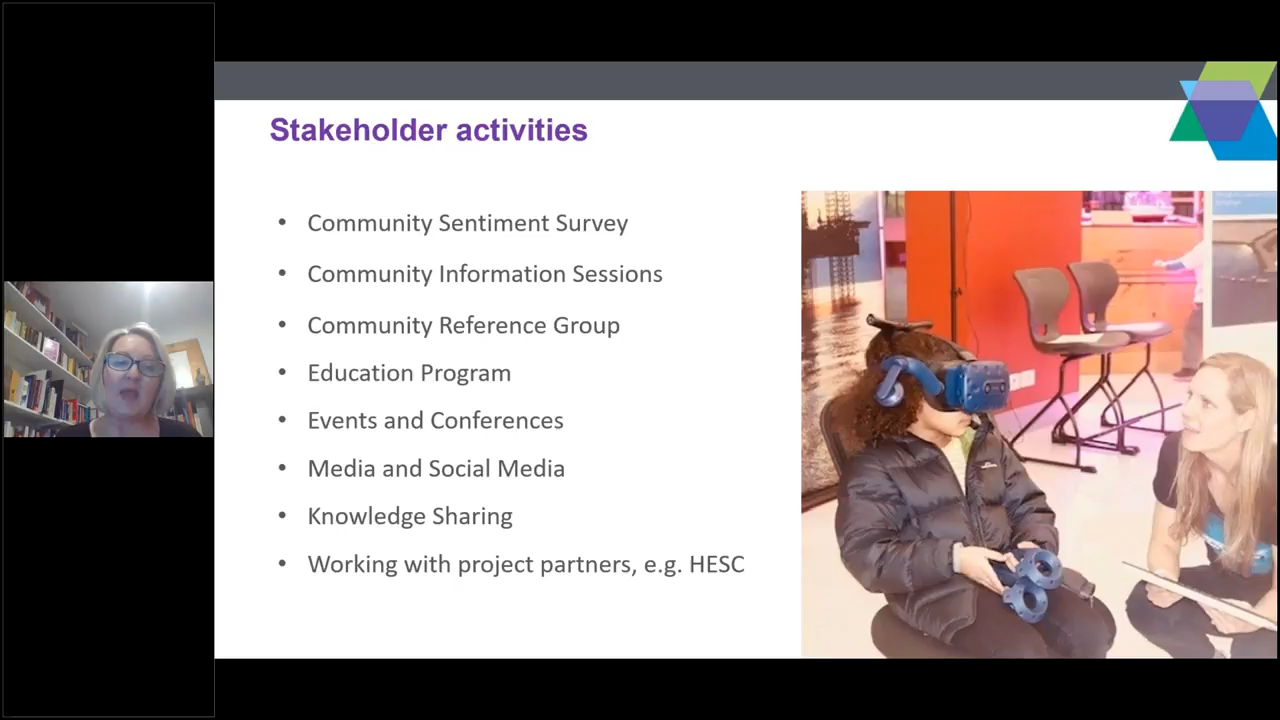 Stakeholder activities
• Community Sentiment Survey
• Community Information Sessions
• Community Reference Group
• Education Program
• Events and Conferences
• Media and Social Media
• Knowledge Sharing
• Working with project partners, e.g. HESC